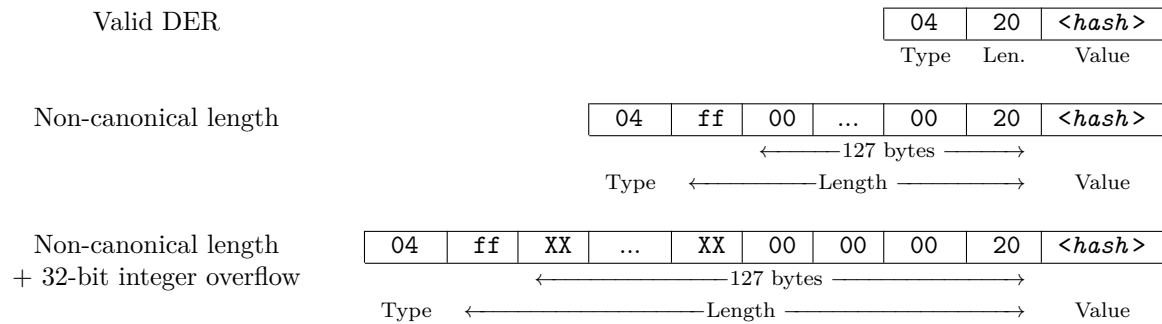 Valid DER 04 20 <hash>
Type Len. Value
Non-canonical length 04 ff 00 ... 00 20 <hash>
127 bytes
Type Length Value
Non-canonical length 04 ff XX ... XX 00 00 00 20 <hash>
+ 32-bit integer overflow 127 bytes
Type Length Value